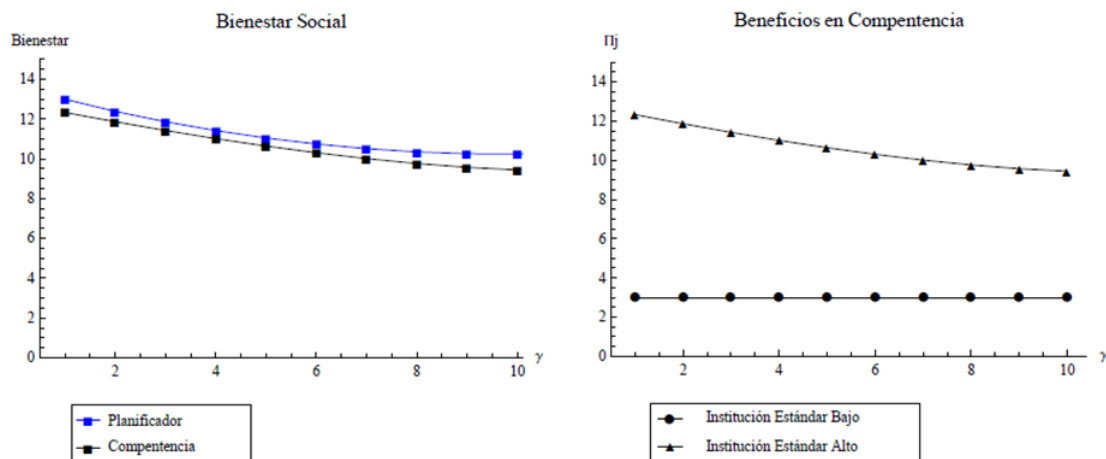 Bienestar Social
Bienestar
14
12
10
8
6
4
2
0
2
4
6
8
10
γ
Planificador
Compentencia
Beneficios en Compentencia
Πj
14
12
10
8
6
4
2
0
2
4
6
8
10
γ
Institución Estándar Bajo
Institución Estándar Alto